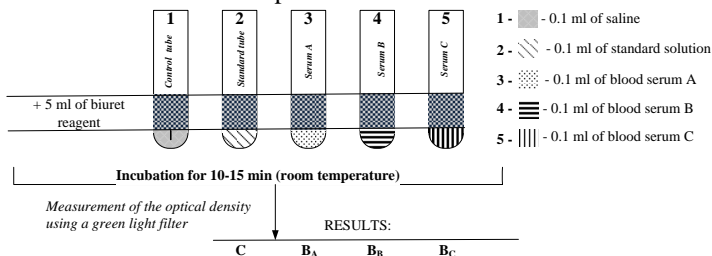 1 2 3 4 5
Control tube
Standard tube
Serum A
Serum B
Serum C
1 - - 0.1 ml of saline
2 - - 0.1 ml of standard solution
3 - - 0.1 ml of blood serum A
4 - - 0.1 ml of blood serum B
5 - - 0.1 ml of blood serum C
+ 5 ml of biuret
reagent
Incubation for 10-15 min (room temperature)
Measurement of the optical density
using a green light filter
RESULTS:
C B_A B_B B_C